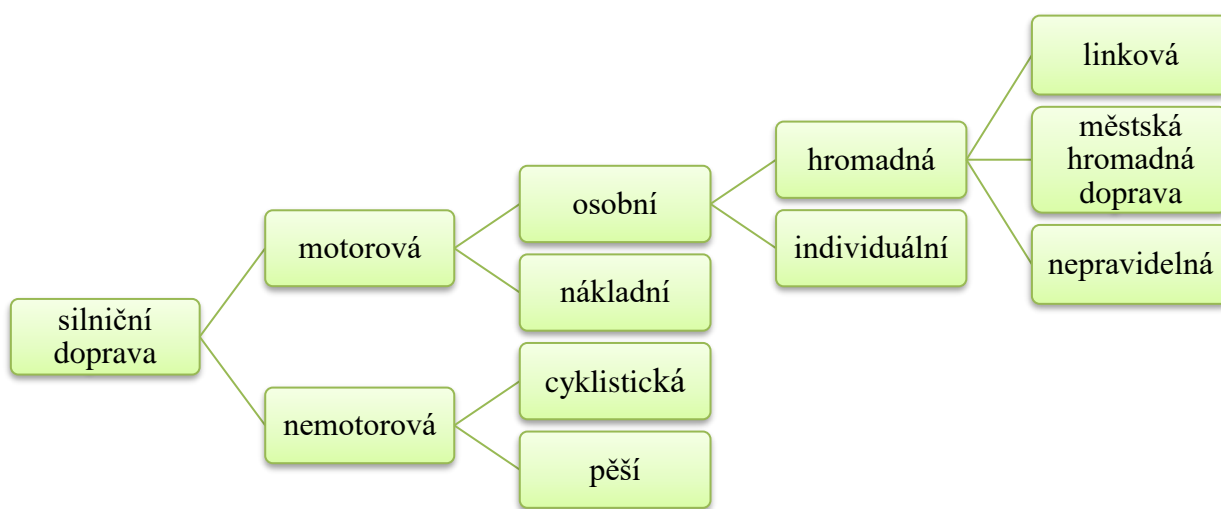 silniční
doprava
motorová
nemotorová
osobní
nákladní
cyklistická
pěší
hromadná
individuální
linková
městská
hromadná
doprava
nepravidelná